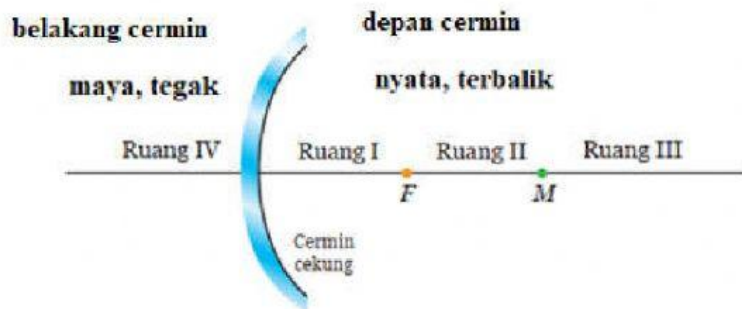 belakang cermin
depan cermin
maya, tegak
nyata, terbalik
Ruang IV
Ruang I
Ruang II
Ruang III
F
M
Cermin
cekung